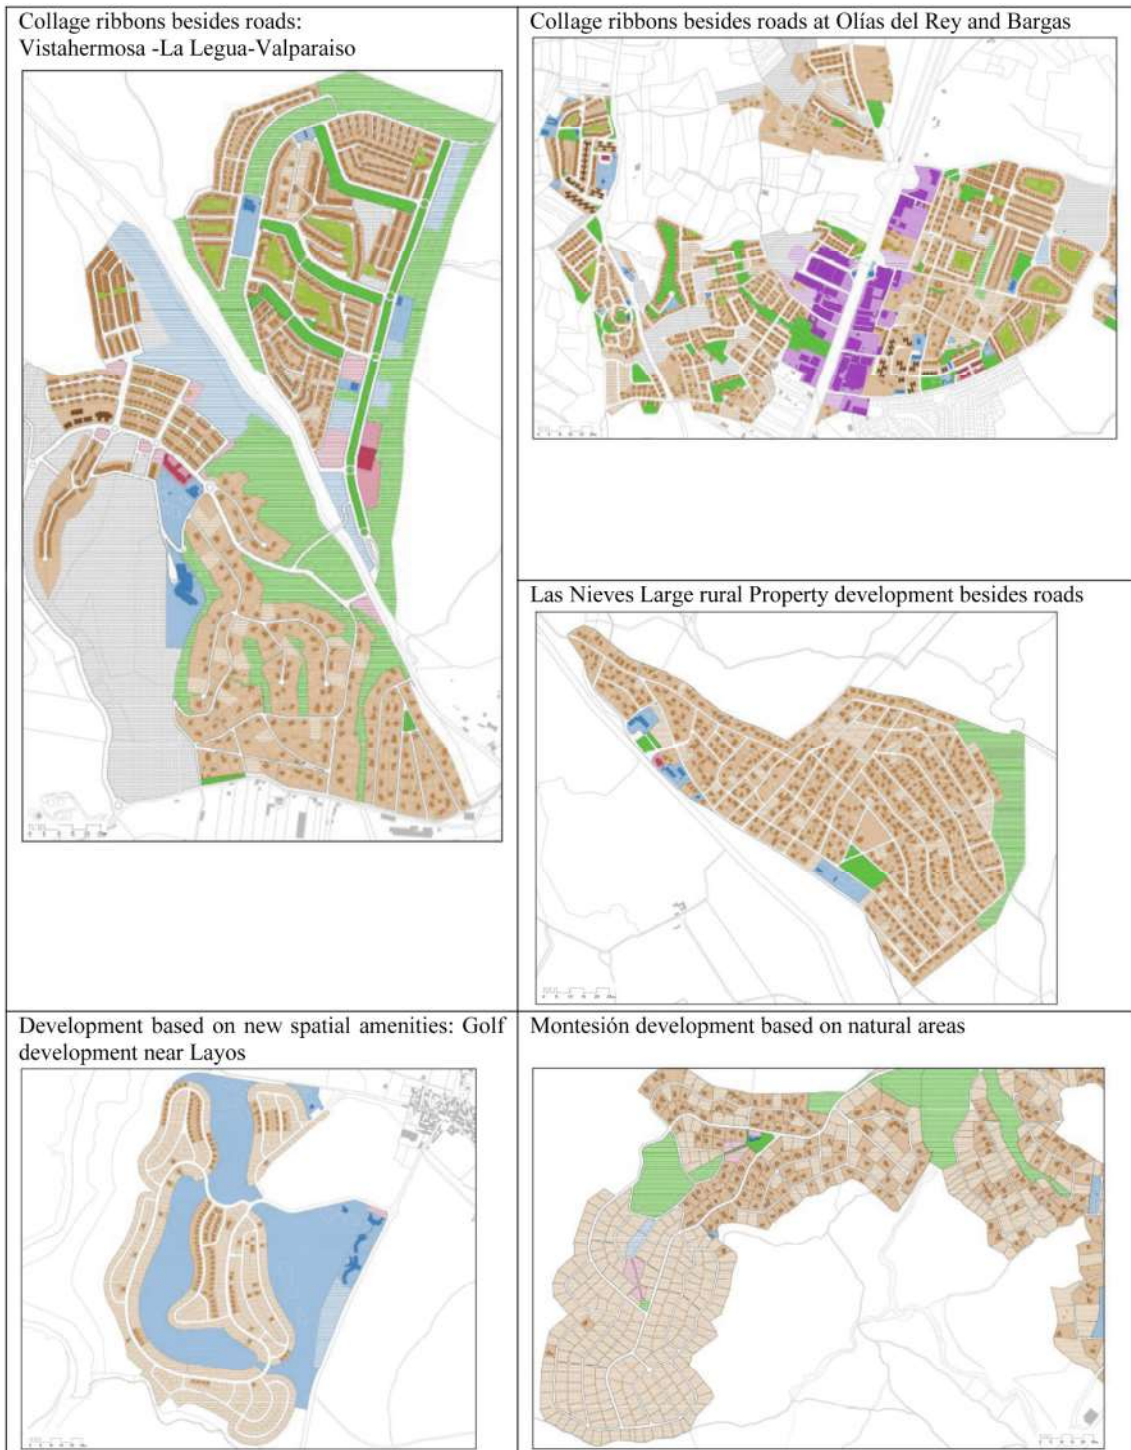 Collage ribbons besides roads:
Vistahermosa -La Legua-Valparaiso
Collage ribbons besides roads at Olías del Rey and Bargas
Las Nieves Large rural Property development besides roads
Development based on new spatial amenities: Golf
development near Layos
Montesión development based on natural areas